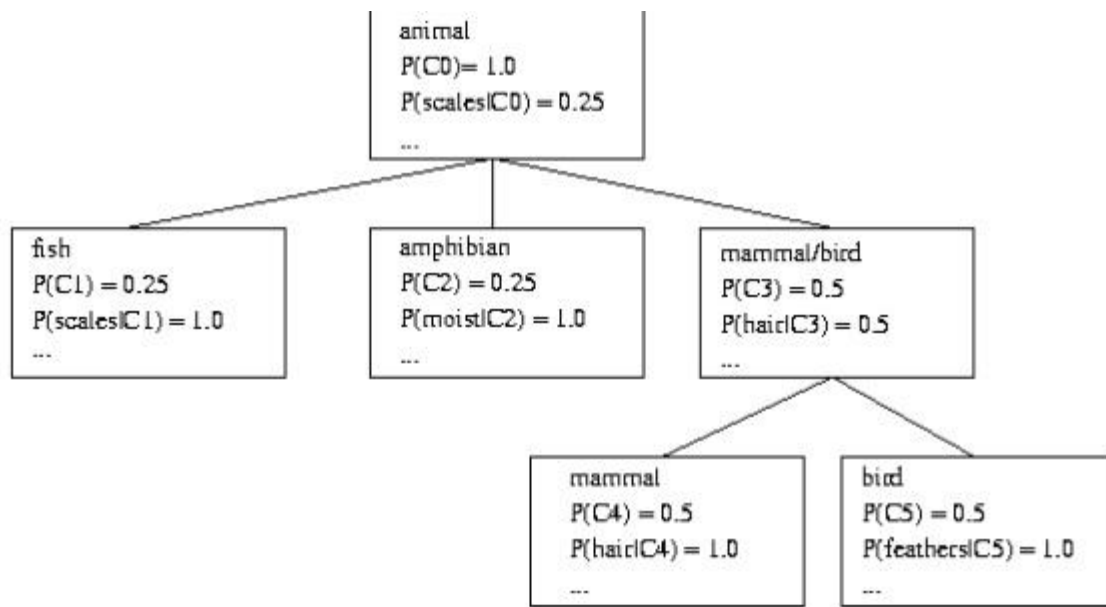 animal
P(C0)= 1.0
P(scales|C0) = 0.25
...
fish
P(C1) = 0.25
P(scales|C1) = 1.0
...
amphibian
P(C2) = 0.25
P(moist|C2) = 1.0
...
mammal/bird
P(C3) = 0.5
P(hair|C3) = 0.5
...
mammal
P(C4) = 0.5
P(hair|C4) = 1.0
...
bird
P(C5) = 0.5
P(feathers|C5) = 1.0
...